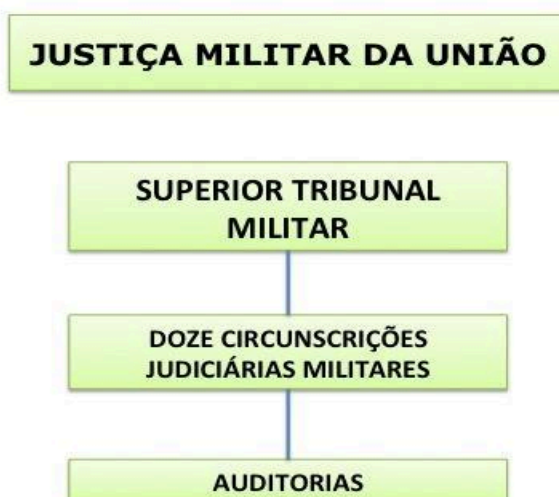 JUSTIÇA MILITAR DA UNIÃO
SUPERIOR TRIBUNAL
MILITAR
DOZE CIRCUNSCRIÇÕES
JUDICIÁRIAS MILITARES
AUDITORIAS